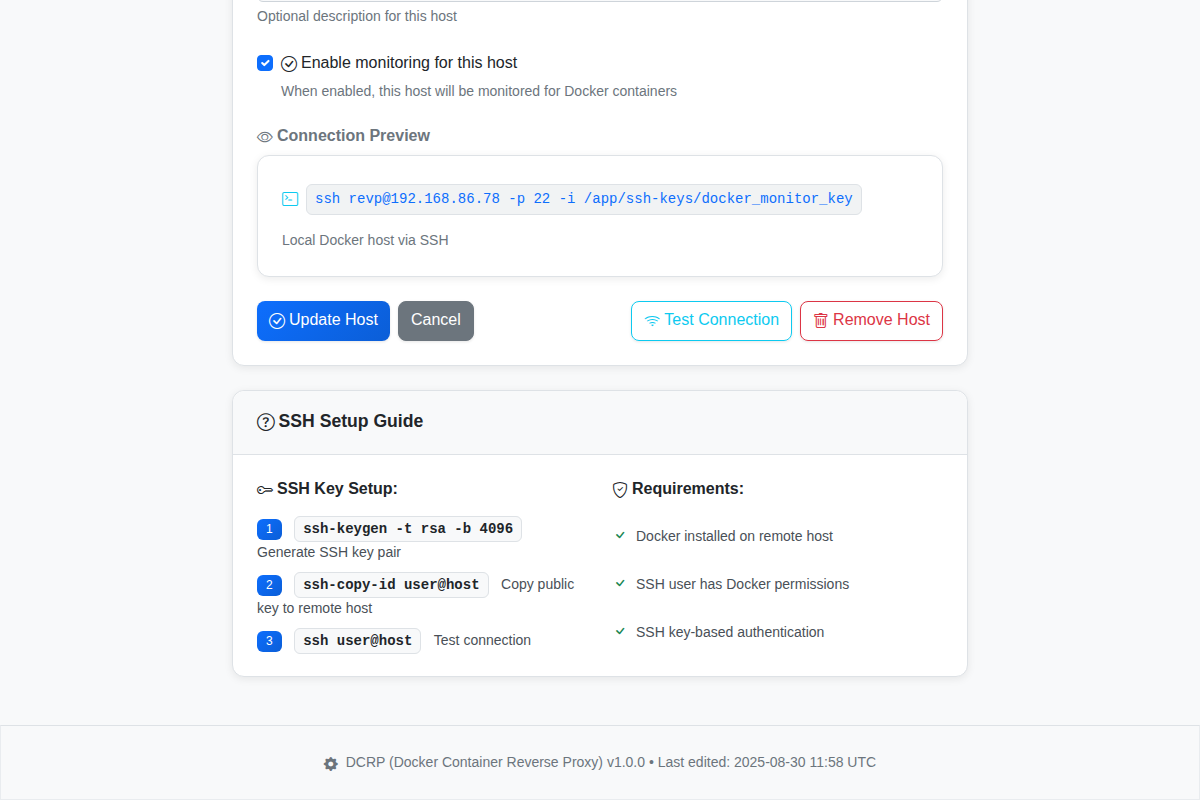 Optional description for this host
Enable monitoring for this host
When enabled, this host will be monitored for Docker containers
Connection Preview
ssh revp@192.168.86.78 -p 22 -i /app/ssh-keys/docker_monitor_key
Local Docker host via SSH
Update Host
Cancel
Test Connection
Remove Host
SSH Setup Guide
SSH Key Setup:
1 ssh-keygen -t rsa -b 4096
Generate SSH key pair
2 ssh-copy-id user@host Copy public
key to remote host
3 ssh user@host Test connection
Requirements:
Docker installed on remote host
SSH user has Docker permissions
SSH key-based authentication
DCRP (Docker Container Reverse Proxy) v1.0.0 • Last edited: 2025-08-30 11:58 UTC